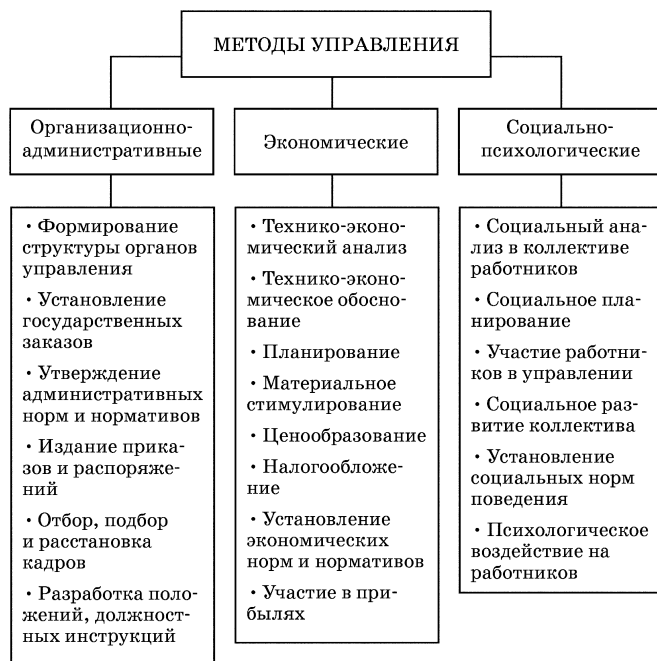 МЕТОДЫ УПРАВЛЕНИЯ
Организационно-
административные
Экономические
Социально-
психологические
• Формирование
структуры органов
управления
• Установление
государственных
заказов
• Утверждение
административных
норм и нормативов
• Издание прика-
зов и распоряже-
ний
• Отбор, подбор
и расстановка
кадров
• Разработка поло-
жений, должност-
ных инструкций
• Технико-эконо-
мический анализ
• Технико-эконо-
мическое обосно-
вание
• Планирование
• Материальное
стимулирование
• Ценообразование
• Налогообложе-
ние
• Установление
экономических
норм и нормативов
• Участие в при-
былях
• Социальный ана-
лиз в коллективе
работников
• Социальное пла-
нирование
• Участие работни-
ков в управлении
• Социальное раз-
витие коллектива
• Установление
социальных норм
поведения
• Психологическое
воздействие на
работников